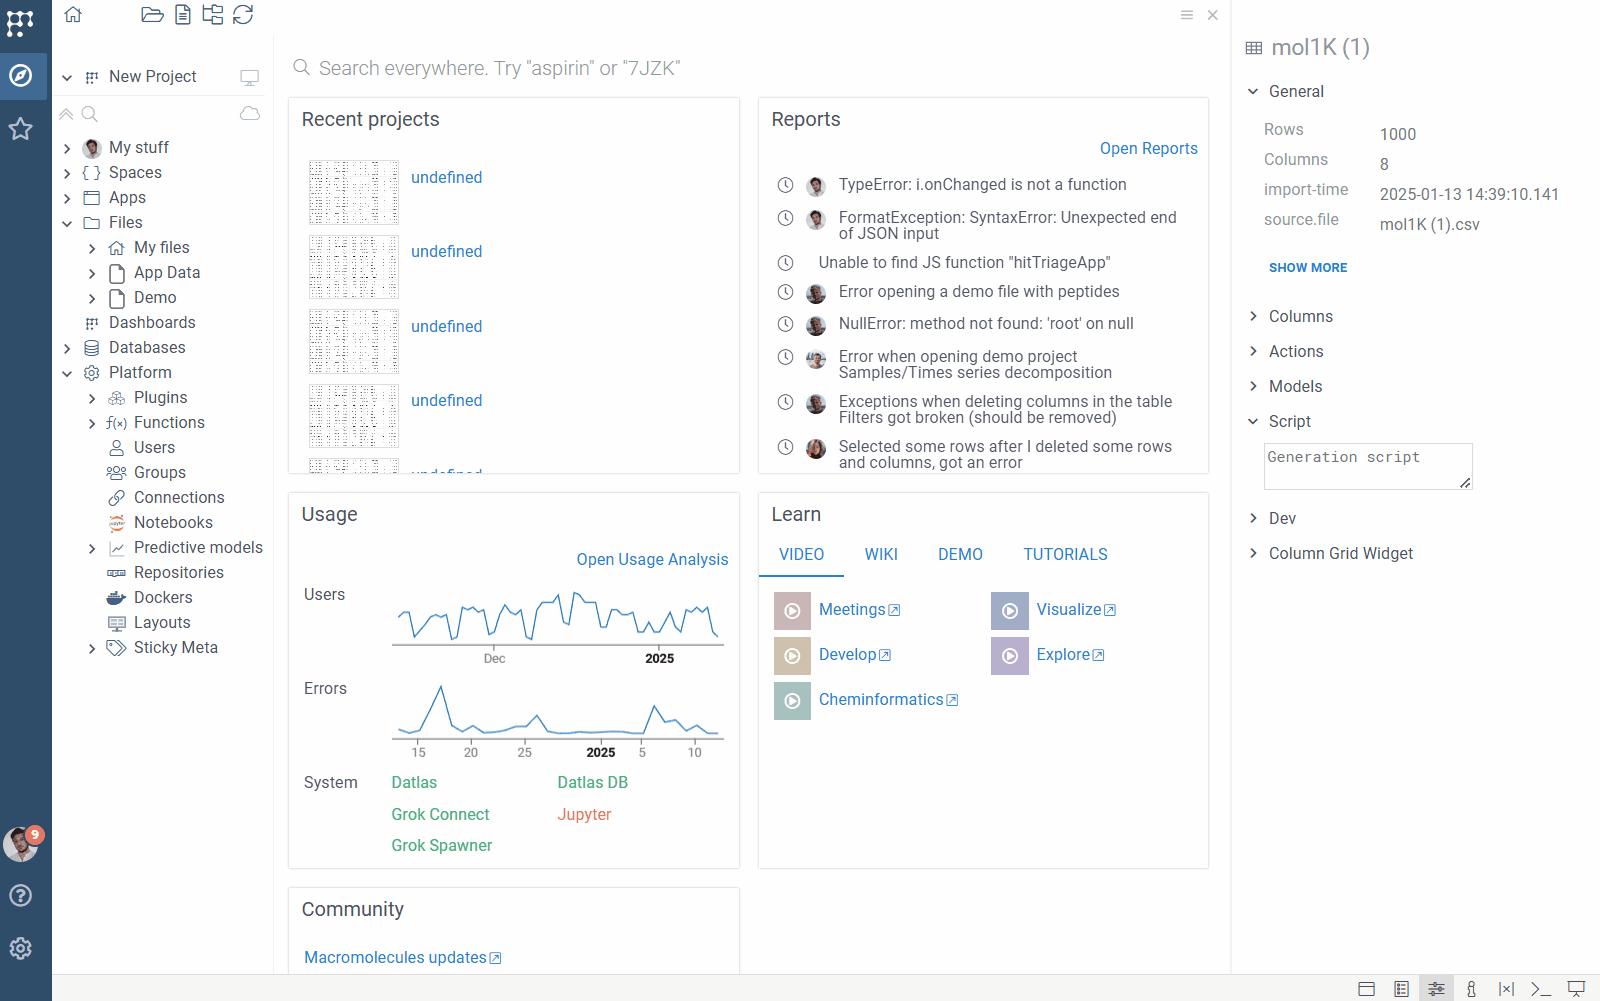 New Project
My stuff
Spaces
Apps
Files
My files
App Data
Demo
Dashboards
Databases
Platform
Plugins
f(x) Functions
Users
Groups
Connections
Notebooks
Predictive models
Repositories
Dockers
Layouts
Sticky Meta
9
Search everywhere. Try "aspirin" or "7JZK"
Recent projects
undefined
undefined
undefined
undefined
undefined
Reports
Open Reports
TypeError: i.onChanged is not a function
FormatException: SyntaxError: Unexpected end
of JSON input
Unable to find JS function "hitTriageApp"
Error opening a demo file with peptides
NullError: method not found: 'root' on null
Error when opening demo project
Samples/Times series decomposition
Exceptions when deleting columns in the table
Filters got broken (should be removed)
Selected some rows after I deleted some rows
and columns, got an error
Usage
Open Usage Analysis
Users
Dec 2025
Errors
15 20 25 2025 5 10
System Datlas Datlas DB
Grok Connect Jupyter
Grok Spawner
Learn
VIDEO WIKI DEMO TUTORIALS
Meetings Visualize
Develop Explore
Cheminformatics
Community
Macromolecules updates
mol1K (1)
General
Rows 1000
Columns 8
import-time 2025-01-13 14:39:10.141
source.file mol1K (1).csv
SHOW MORE
Columns
Actions
Models
Script
Generation script
Dev
Column Grid Widget